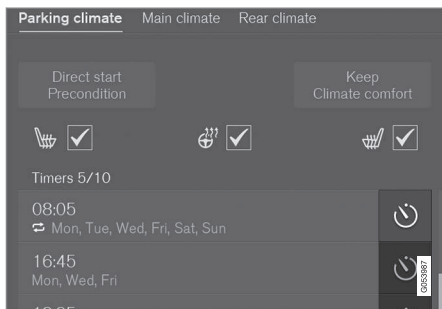 Parking climate Main climate Rear climate
Direct start
Precondition
Keep
Climate comfort
Timers 5/10
08:05
Mon, Tue, Wed, Fri, Sat, Sun
16:45
Mon, Wed, Fri
G053987